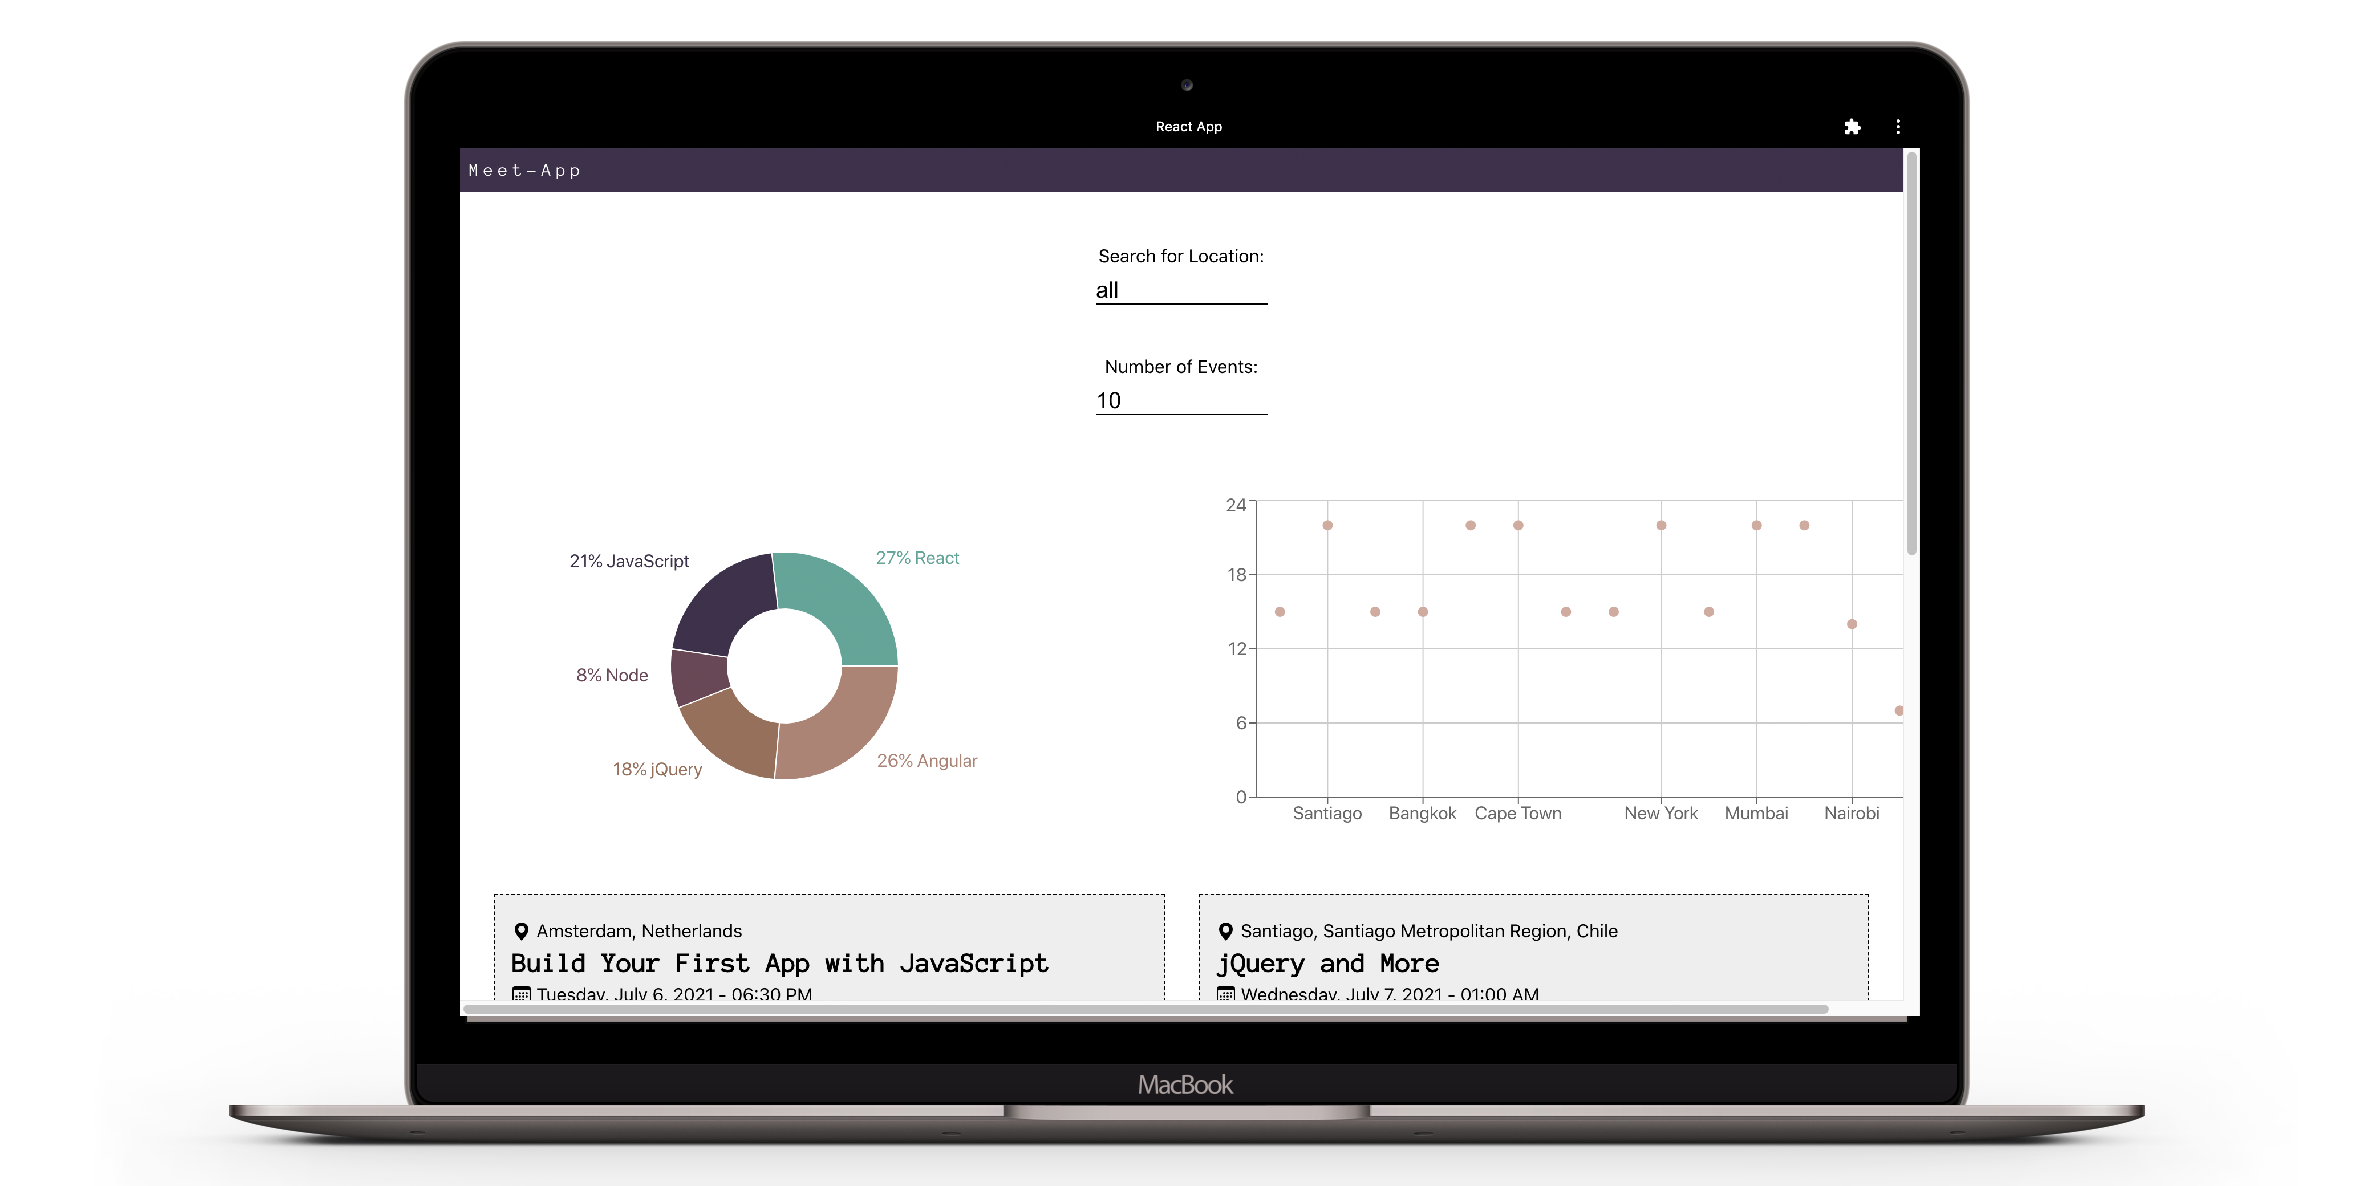 React App
Meet-App
Search for Location:
all
Number of Events:
10
21% JavaScript
27% React
8% Node
18% jQuery
26% Angular
24
18
12
6
0
Santiago Bangkok Cape Town New York Mumbai Nairobi
Amsterdam, Netherlands
Build Your First App with JavaScript
Tuesday, July 6, 2021 - 06:30 PM
Santiago, Santiago Metropolitan Region, Chile
jQuery and More
Wednesday, July 7, 2021 - 01:00 AM
MacBook